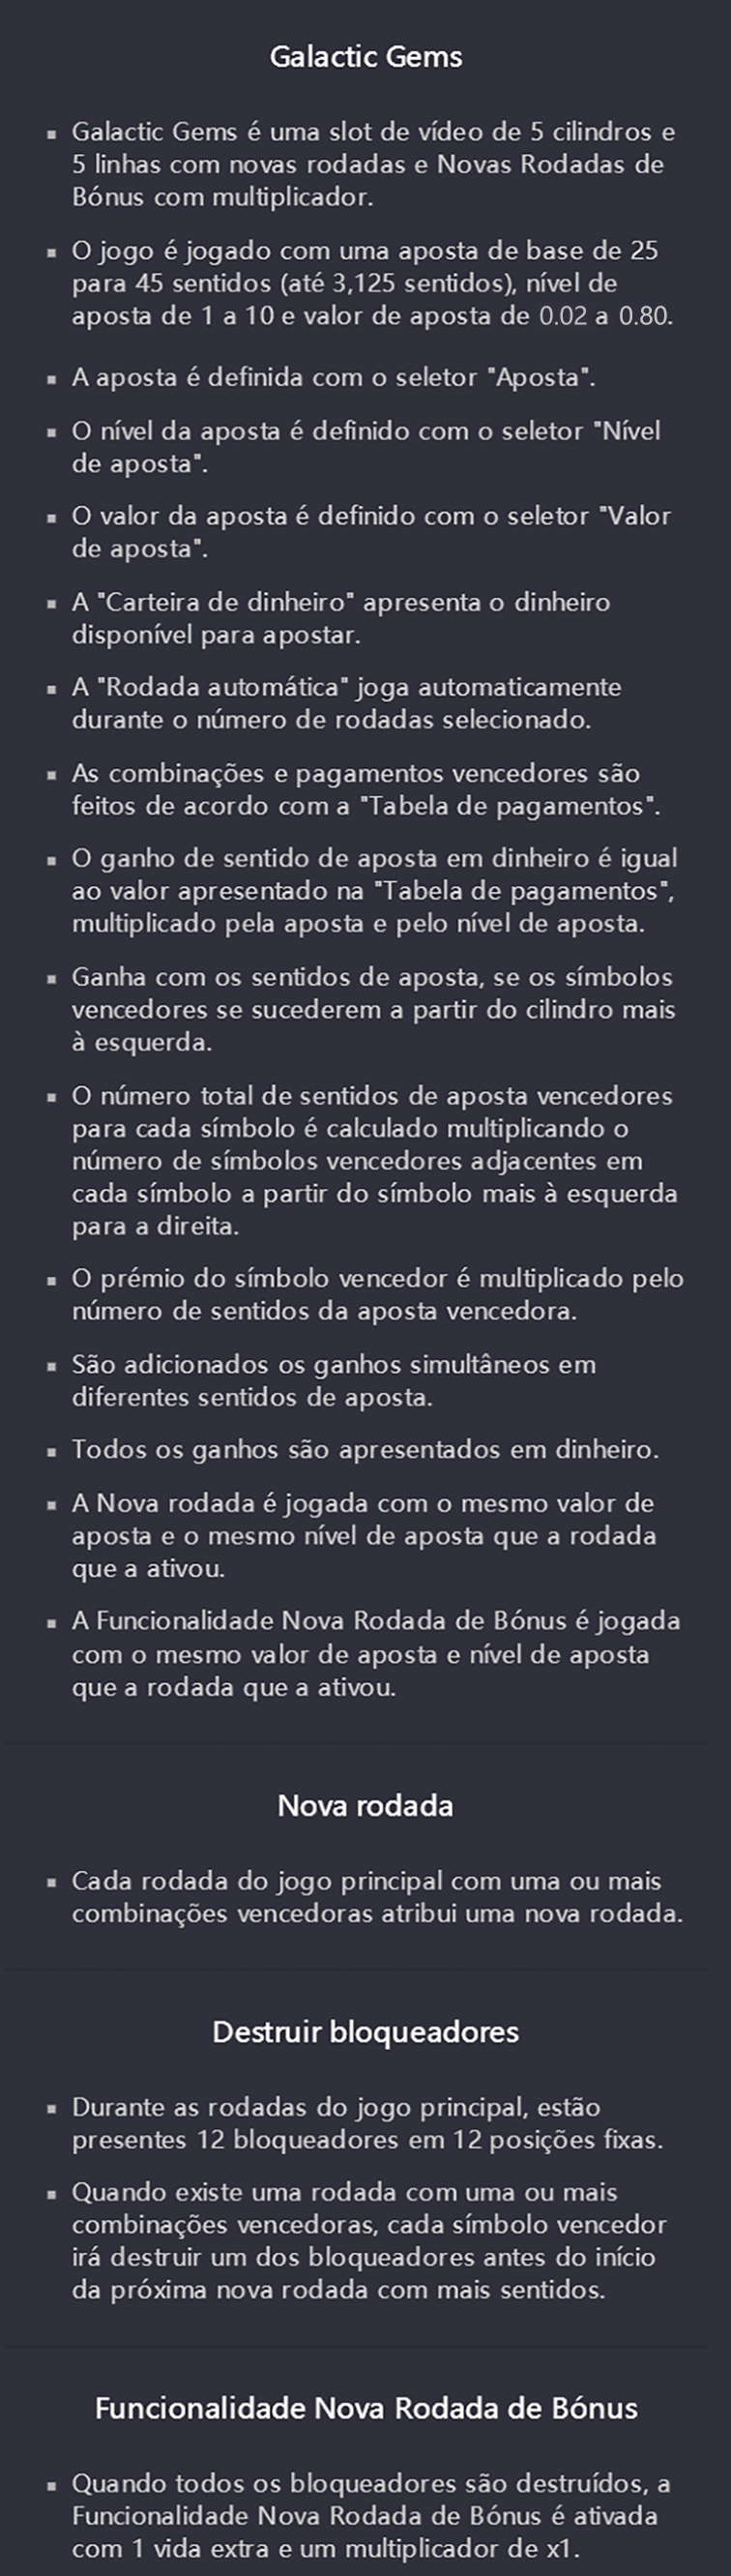 Galactic Gems
▪ Galactic Gems é uma slot de vídeo de 5 cilindros e
5 linhas com novas rodadas e Novas Rodadas de
Bónus com multiplicador.
▪ O jogo é jogado com uma aposta de base de 25
para 45 sentidos (até 3,125 sentidos), nível de
aposta de 1 a 10 e valor de aposta de 0.02 a 0.80.
▪ A aposta é definida com o seletor "Aposta".
▪ O nível da aposta é definido com o seletor "Nível
de aposta".
▪ O valor da aposta é definido com o seletor "Valor
de aposta".
▪ A "Carteira de dinheiro" apresenta o dinheiro
disponível para apostar.
▪ A "Rodada automática" joga automaticamente
durante o número de rodadas selecionado.
▪ As combinações e pagamentos vencedores são
feitos de acordo com a "Tabela de pagamentos".
▪ O ganho de sentido de aposta em dinheiro é igual
ao valor apresentado na "Tabela de pagamentos",
multiplicado pela aposta e pelo nível de aposta.
▪ Ganha com os sentidos de aposta, se os símbolos
vencedores se sucederem a partir do cilindro mais
à esquerda.
▪ O número total de sentidos de aposta vencedores
para cada símbolo é calculado multiplicando o
número de símbolos vencedores adjacentes em
cada símbolo a partir do símbolo mais à esquerda
para a direita.
▪ O prémio do símbolo vencedor é multiplicado pelo
número de sentidos da aposta vencedora.
▪ São adicionados os ganhos simultâneos em
diferentes sentidos de aposta.
▪ Todos os ganhos são apresentados em dinheiro.
▪ A Nova rodada é jogada com o mesmo valor de
aposta e o mesmo nível de aposta que a rodada
que a ativou.
▪ A Funcionalidade Nova Rodada de Bónus é jogada
com o mesmo valor de aposta e nível de aposta
que a rodada que a ativou.
Nova rodada
▪ Cada rodada do jogo principal com uma ou mais
combinações vencedoras atribui uma nova rodada.
Destruir bloqueadores
▪ Durante as rodadas do jogo principal, estão
presentes 12 bloqueadores em 12 posições fixas.
▪ Quando existe uma rodada com uma ou mais
combinações vencedoras, cada símbolo vencedor
irá destruir um dos bloqueadores antes do início
da próxima nova rodada com mais sentidos.
Funcionalidade Nova Rodada de Bónus
▪ Quando todos os bloqueadores são destruídos, a
Funcionalidade Nova Rodada de Bónus é ativada
com 1 vida extra e um multiplicador de x1.